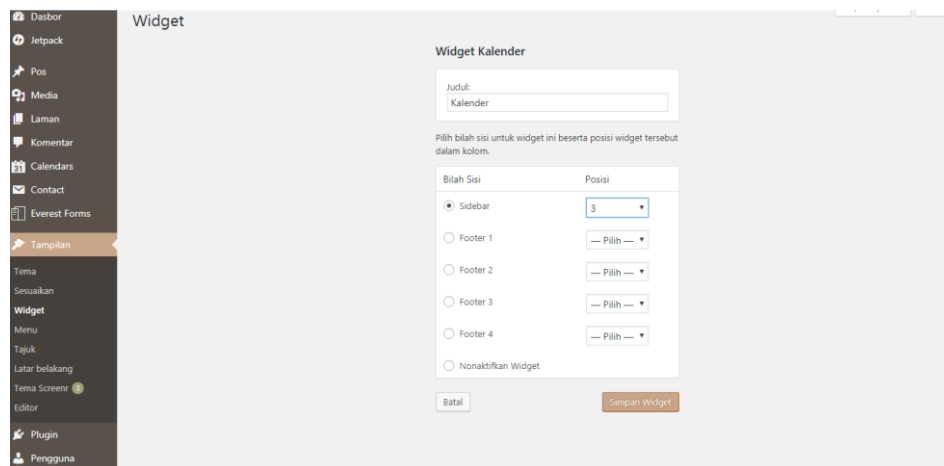 Dasbor
Jetpack
Pos
Media
Laman
Komentar
31 Calendars
Contact
Everest Forms
Tampilan
Tema
Sesuaikan
Widget
Menu
Tajuk
Latar belakang
Tema Screenr 2
Editor
Plugin
Pengguna
Widget
Widget Kalender
Judul:
Kalender
Pilih bilah sisi untuk widget ini beserta posisi widget tersebut
dalam kolom.
Bilah Sisi Posisi
Sidebar 3
Footer 1 — Pilih —
Footer 2 — Pilih —
Footer 3 — Pilih —
Footer 4 — Pilih —
Nonaktifkan Widget
Batal Simpan Widget